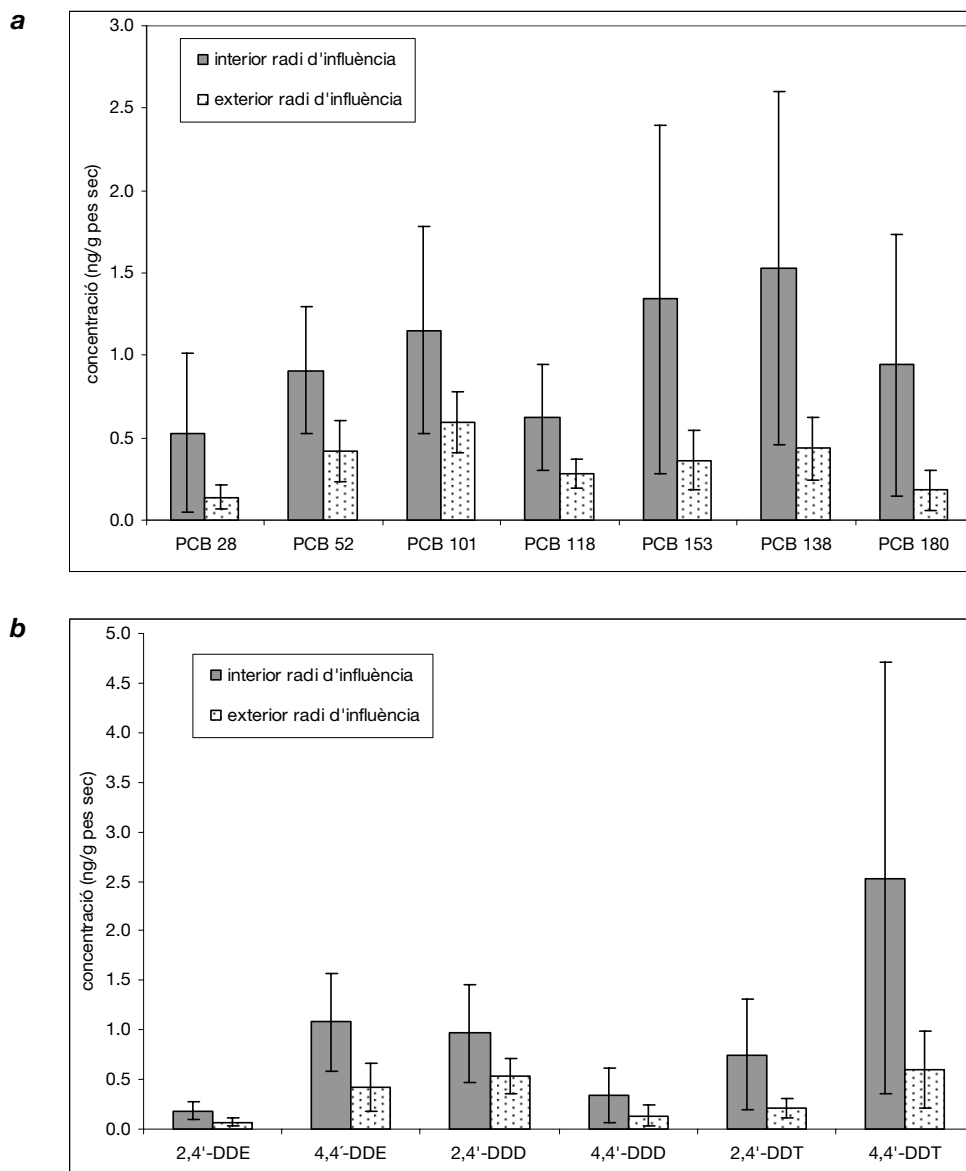 a
3.0
interior radi d'influència
exterior radi d'influència
2.5
2.0
1.5
1.0
0.5
0.0
concentració (ng/g pes sec)
PCB 28 PCB 52 PCB 101 PCB 118 PCB 153 PCB 138 PCB 180
b
5.0
4.5
interior radi d'influència
exterior radi d'influència
4.0
3.5
3.0
2.5
2.0
1.5
1.0
0.5
0.0
concentració (ng/g pes sec)
2,4'-DDE 4,4´-DDE 2,4'-DDD 4,4'-DDD 2,4'-DDT 4,4'-DDT